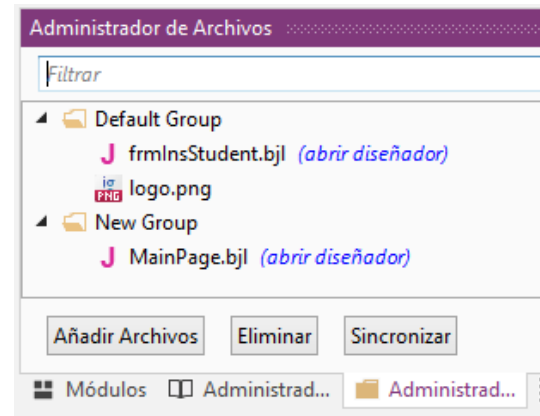 Administrador de Archivos
Filtrar
Default Group
J frmInsStudent.bjl (abrir diseñador)
PNG logo.png
New Group
J MainPage.bjl (abrir diseñador)
Añadir Archivos Eliminar Sincronizar
Módulos Administrad... Administrad...